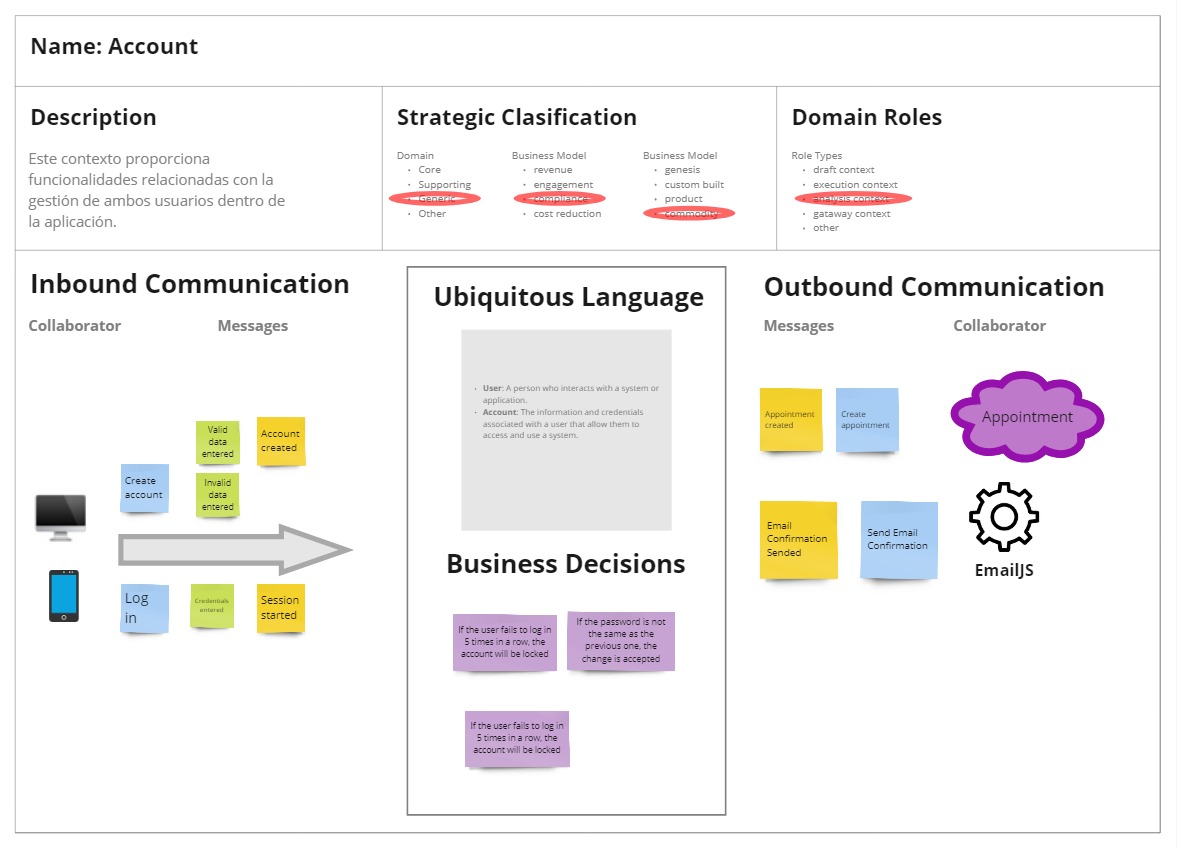 Name: Account
Description
Este contexto proporciona
funcionalidades relacionadas con la
gestión de ambos usuarios dentro de
la aplicación.
Strategic Clasification
Domain
• Core
• Supporting
• Generic
• Other
Business Model
• revenue
• engagement
• compliance
• cost reduction
Business Model
• genesis
• custom built
• product
• commodity
Domain Roles
Role Types
• draft context
• execution context
• analysis context
• gataway context
• other
Inbound Communication
Collaborator
Messages
Valid
data
entered
Account
created
Create
account
Invalid
data
entered
Log
in
Credentials
entered
Session
started
Ubiquitous Language
• User: A person who interacts with a system or
application.
• Account: The information and credentials
associated with a user that allow them to
access and use a system.
Business Decisions
If the user fails to log in
5 times in a row, the
account will be locked
If the password is not
the same as the
previous one, the
change is accepted
If the user fails to log in
5 times in a row, the
account will be locked
Outbound Communication
Messages
Collaborator
Appointment
created
Create
appointment
Appointment
Email
Confirmation
Sended
Send Email
Confirmation
EmailJS